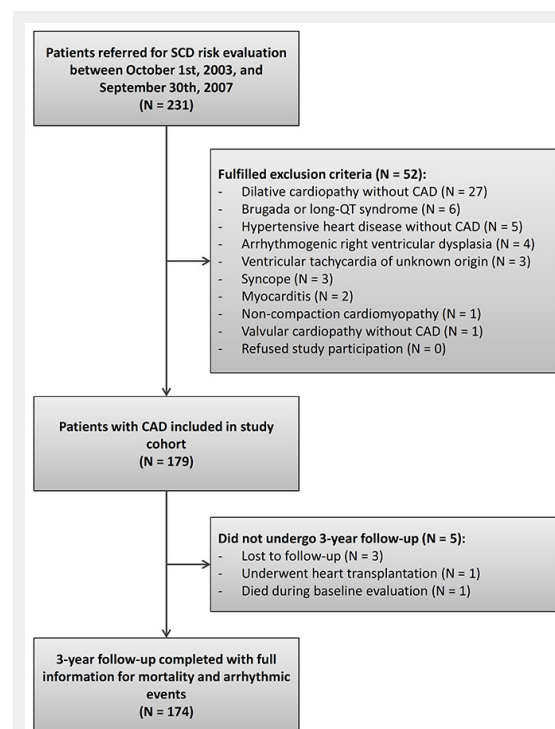 Patients referred for SCD risk evaluation
between October 1st, 2003, and
September 30th, 2007
(N = 231)
Fulfilled exclusion criteria (N = 52):
- Dilative cardiopathy without CAD (N = 27)
- Brugada or long-QT syndrome (N = 6)
- Hypertensive heart disease without CAD (N = 5)
- Arrhythmogenic right ventricular dysplasia (N = 4)
- Ventricular tachycardia of unknown origin (N = 3)
- Syncope (N = 3)
- Myocarditis (N = 2)
- Non-compaction cardiomyopathy (N = 1)
- Valvular cardiopathy without CAD (N = 1)
- Refused study participation (N = 0)
Patients with CAD included in study
cohort
(N = 179)
Did not undergo 3-year follow-up (N = 5):
- Lost to follow-up (N = 3)
- Underwent heart transplantation (N = 1)
- Died during baseline evaluation (N = 1)
3-year follow-up completed with full
information for mortality and arrhythmic
events
(N = 174)